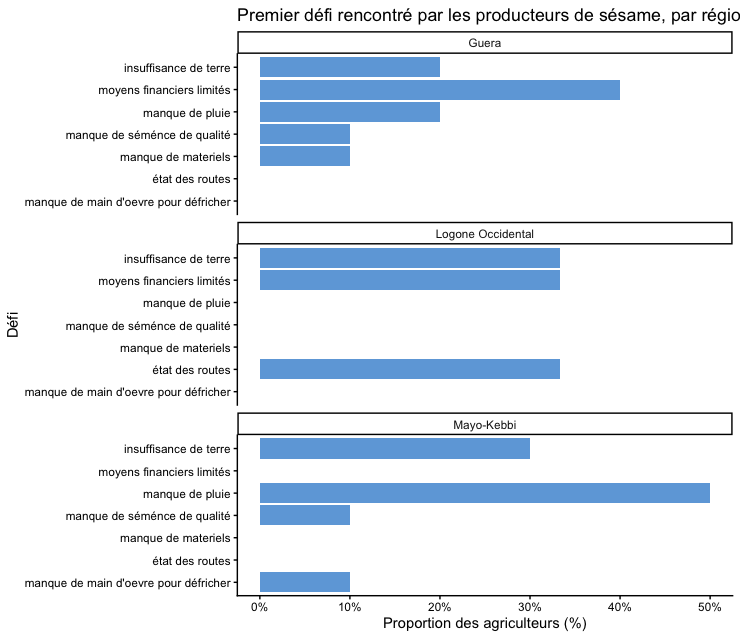 Premier défi rencontré par les producteurs de sésame, par régio
Guera
insuffisance de terre
moyens financiers limités
manque de pluie
manque de séménce de qualité
manque de materiels
état des routes
manque de main d'oevre pour défricher
Logone Occidental
insuffisance de terre
moyens financiers limités
manque de pluie
manque de séménce de qualité
manque de materiels
état des routes
manque de main d'oevre pour défricher
Défi
Mayo-Kebbi
insuffisance de terre
moyens financiers limités
manque de pluie
manque de séménce de qualité
manque de materiels
état des routes
manque de main d'oevre pour défricher
0% 10% 20% 30% 40% 50%
Proportion des agriculteurs (%)